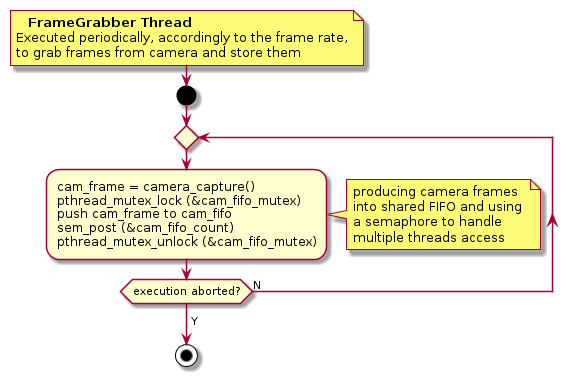 FrameGrabber Thread
Executed periodically, accordingly to the frame rate,
to grab frames from camera and store them
cam_frame = camera_capture()
pthread_mutex_lock (&cam_fifo_mutex)
push cam_frame to cam_fifo
sem_post (&cam_fifo_count)
pthread_mutex_unlock (&cam_fifo_mutex)
producing camera frames
into shared FIFO and using
a semaphore to handle
multiple threads access
execution aborted?
N
Y